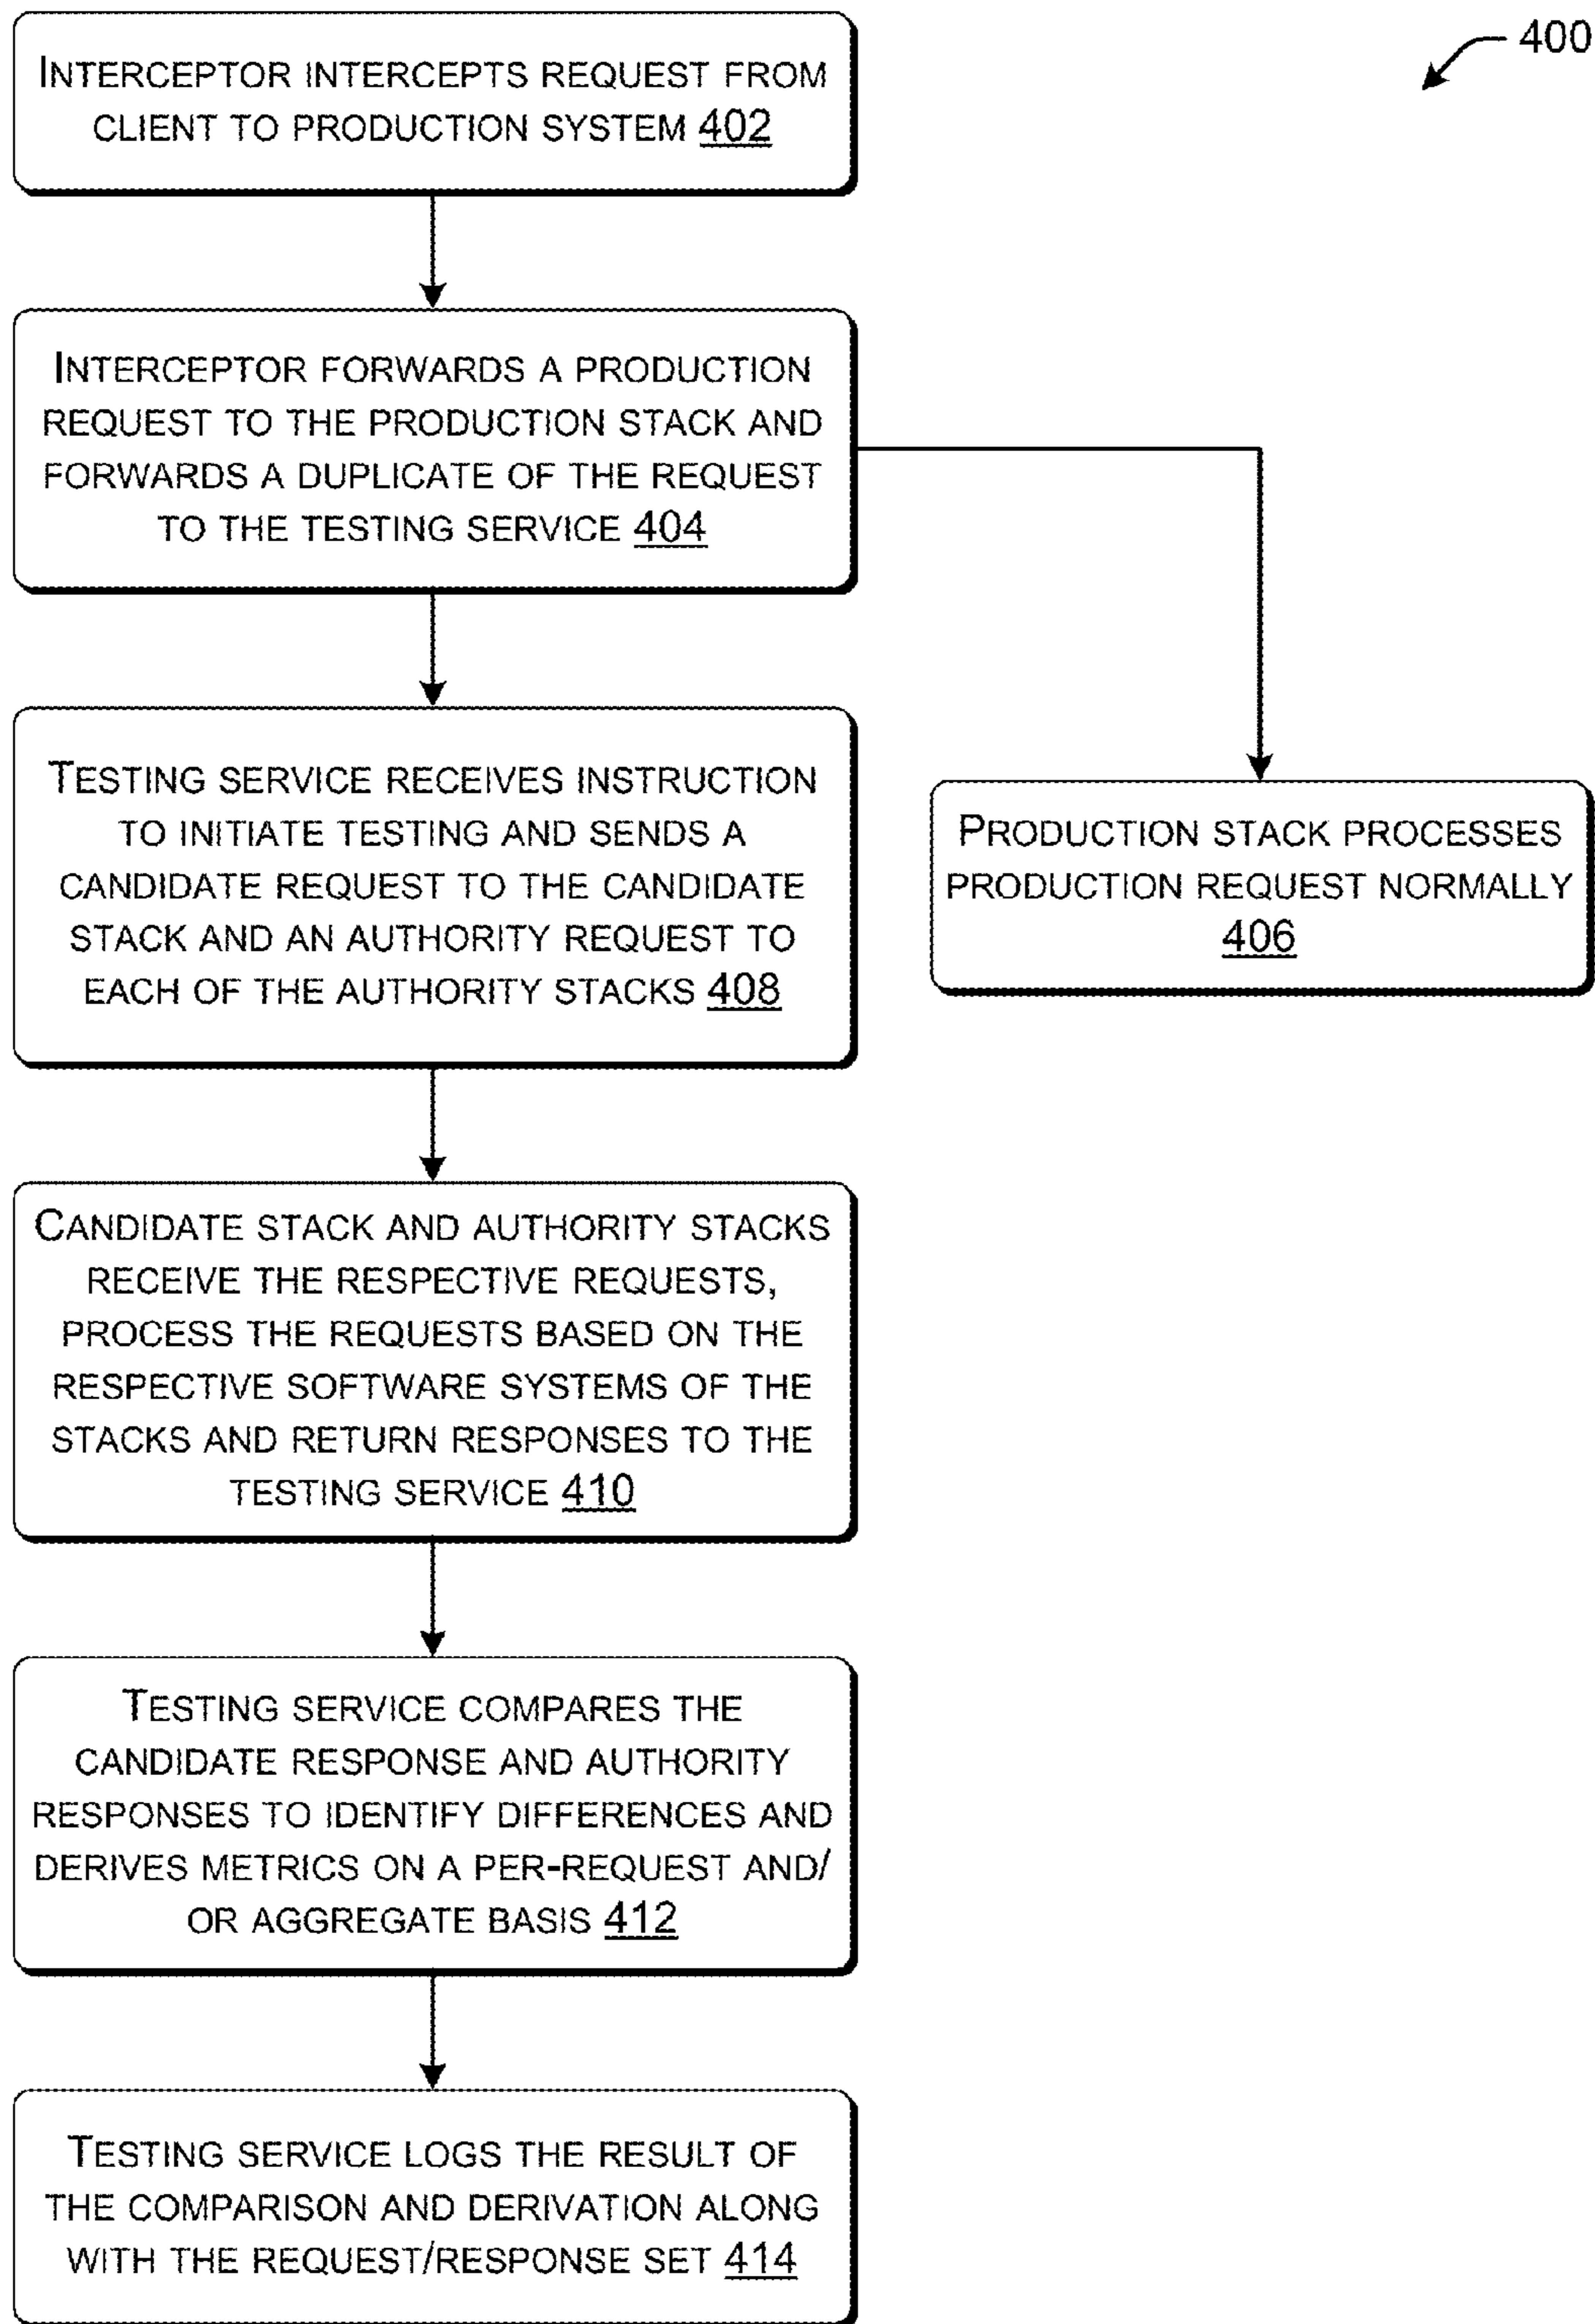 400
INTERCEPTOR INTERCEPTS REQUEST FROM
CLIENT TO PRODUCTION SYSTEM 402
INTERCEPTOR FORWARDS A PRODUCTION
REQUEST TO THE PRODUCTION STACK AND
FORWARDS A DUPLICATE OF THE REQUEST
TO THE TESTING SERVICE 404
TESTING SERVICE RECEIVES INSTRUCTION
TO INITIATE TESTING AND SENDS A
CANDIDATE REQUEST TO THE CANDIDATE
STACK AND AN AUTHORITY REQUEST TO
EACH OF THE AUTHORITY STACKS 408
PRODUCTION STACK PROCESSES
PRODUCTION REQUEST NORMALLY
406
CANDIDATE STACK AND AUTHORITY STACKS
RECEIVE THE RESPECTIVE REQUESTS,
PROCESS THE REQUESTS BASED ON THE
RESPECTIVE SOFTWARE SYSTEMS OF THE
STACKS AND RETURN RESPONSES TO THE
TESTING SERVICE 410
TESTING SERVICE COMPARES THE
CANDIDATE RESPONSE AND AUTHORITY
RESPONSES TO IDENTIFY DIFFERENCES AND
DERIVES METRICS ON A PER-REQUEST AND/
OR AGGREGATE BASIS 412
TESTING SERVICE LOGS THE RESULT OF
THE COMPARISON AND DERIVATION ALONG
WITH THE REQUEST/RESPONSE SET 414